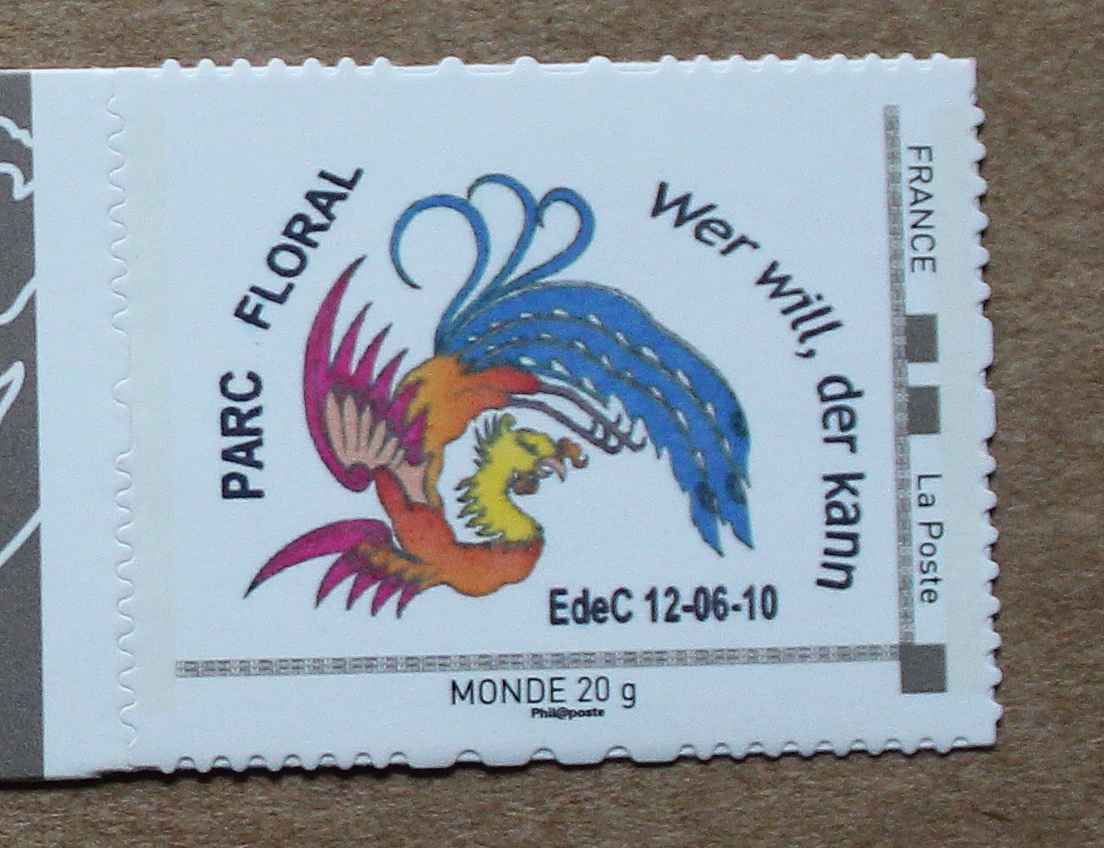 PARC FLORAL
Wer will, der kann
EdeC 12-06-10
FRANCE
La Poste
MONDE 20 g
Phil@poste